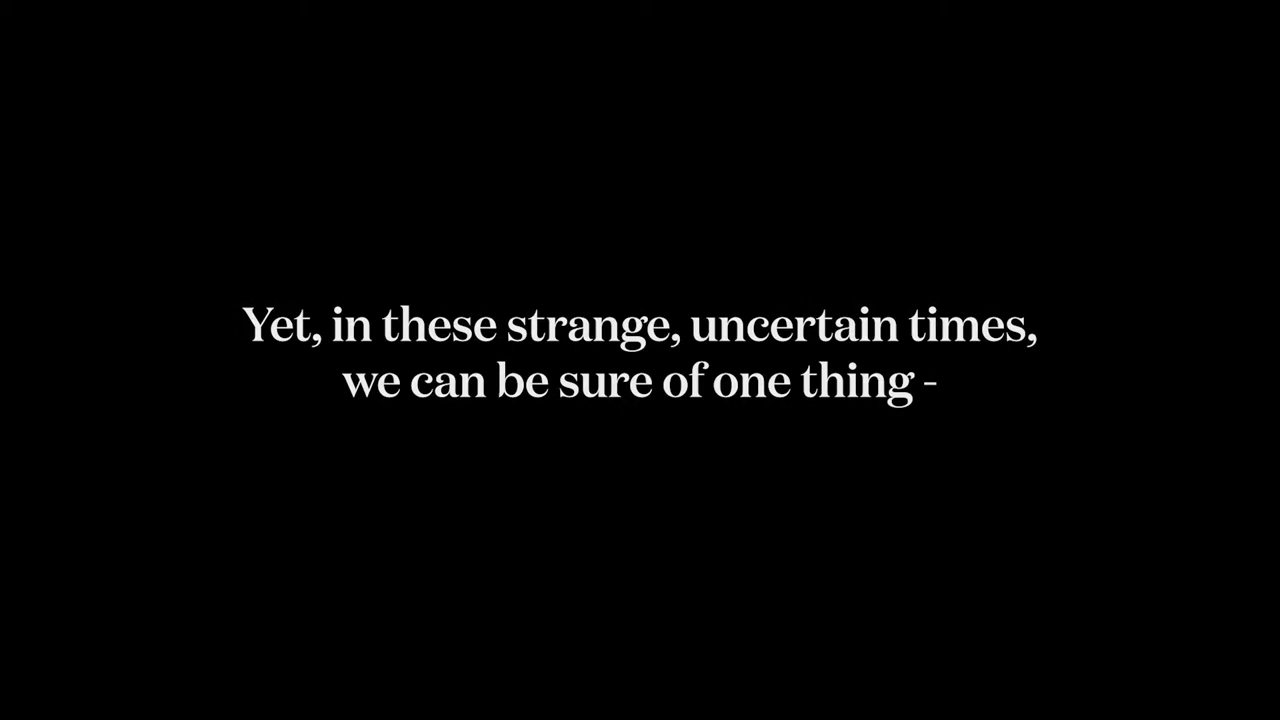 Yet, in these strange, uncertain times,
we can be sure of one thing -